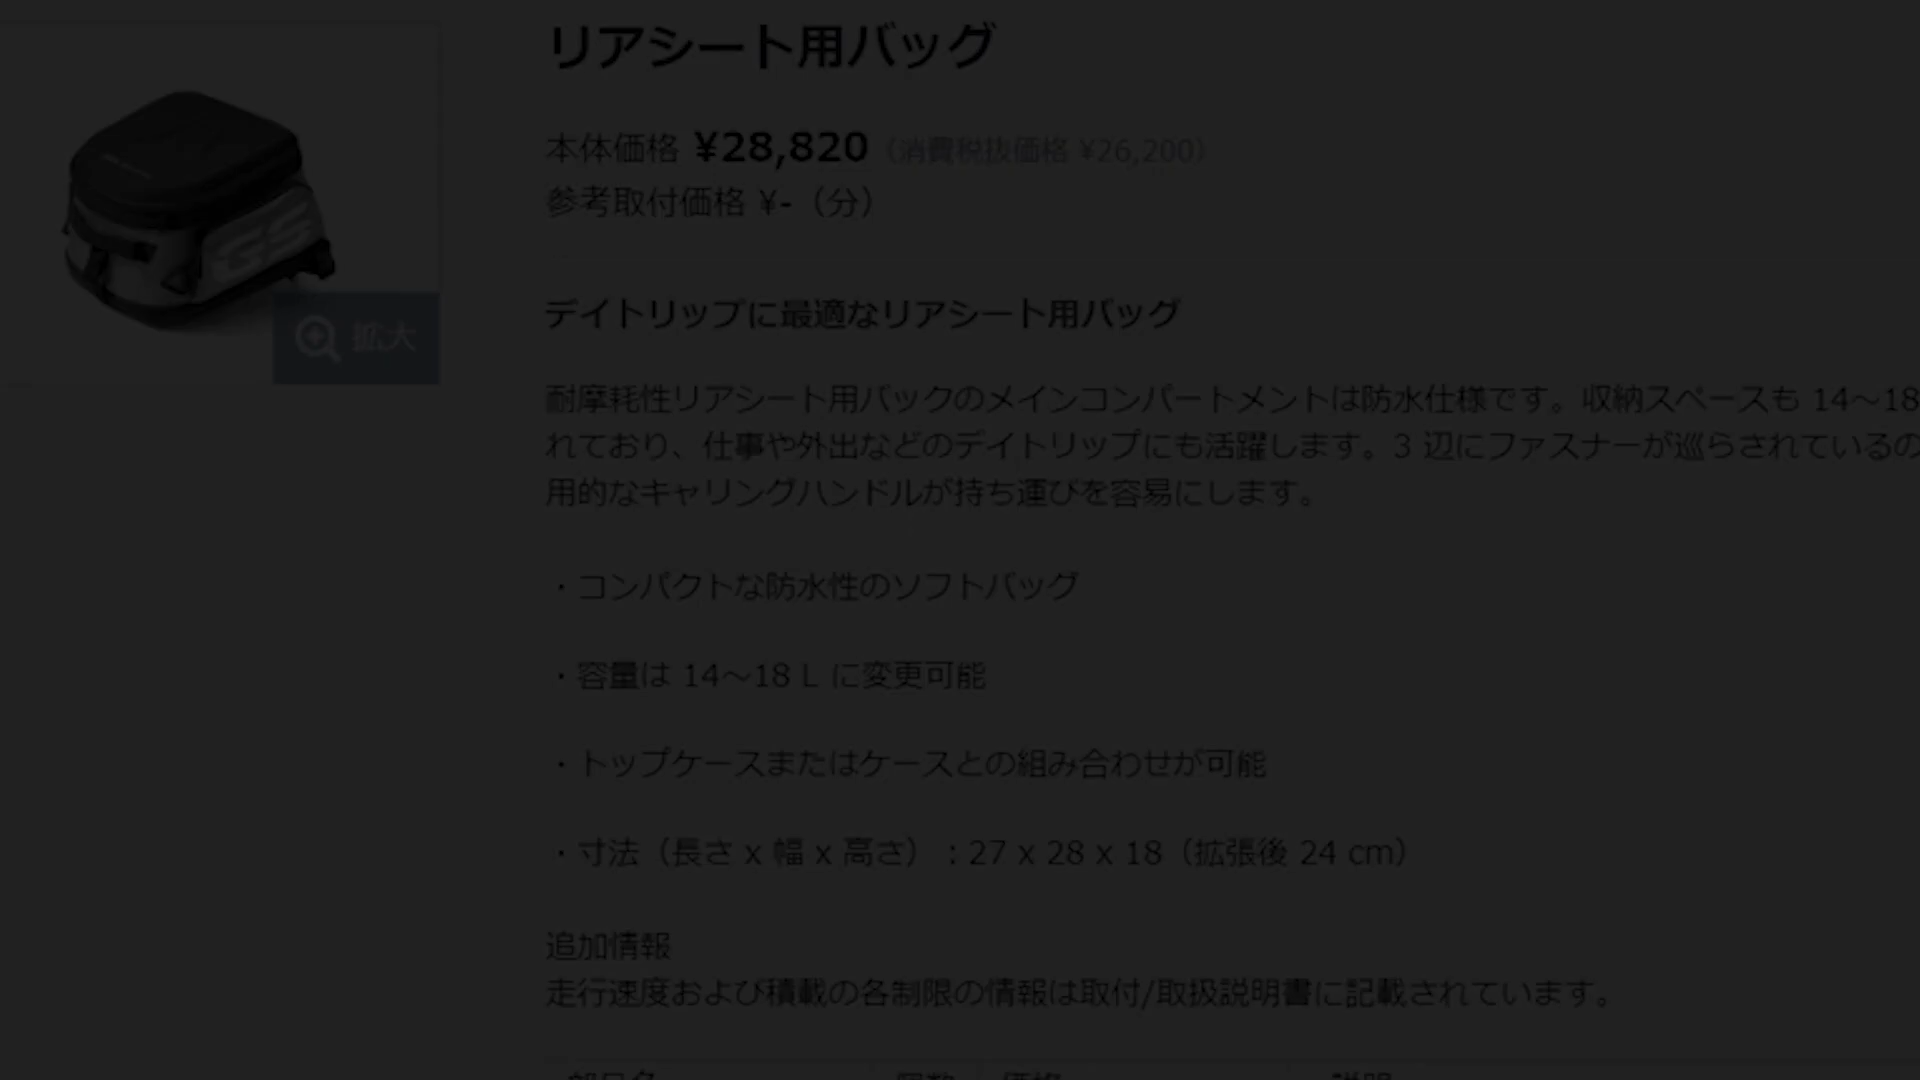 リアシート用バッグ
本体価格 ¥28,820（消費税抜価格 ¥26,200）
参考取付価格 ¥-（分）
GS
拡大
デイトリップに最適なリアシート用バッグ
耐摩耗性リアシート用バックのメインコンパートメントは防水仕様です。収納スペースも 14～18
れており、仕事や外出などのデイトリップにも活躍します。3 辺にファスナーが巡らされているの
用的なキャリングハンドルが持ち運びを容易にします。
・コンパクトな防水性のソフトバッグ
・容量は 14～18 L に変更可能
・トップケースまたはケースとの組み合わせが可能
・寸法（長さ x 幅 x 高さ）：27 x 28 x 18（拡張後 24 cm）
追加情報
走行速度および積載の各制限の情報は取付/取扱説明書に記載されています。